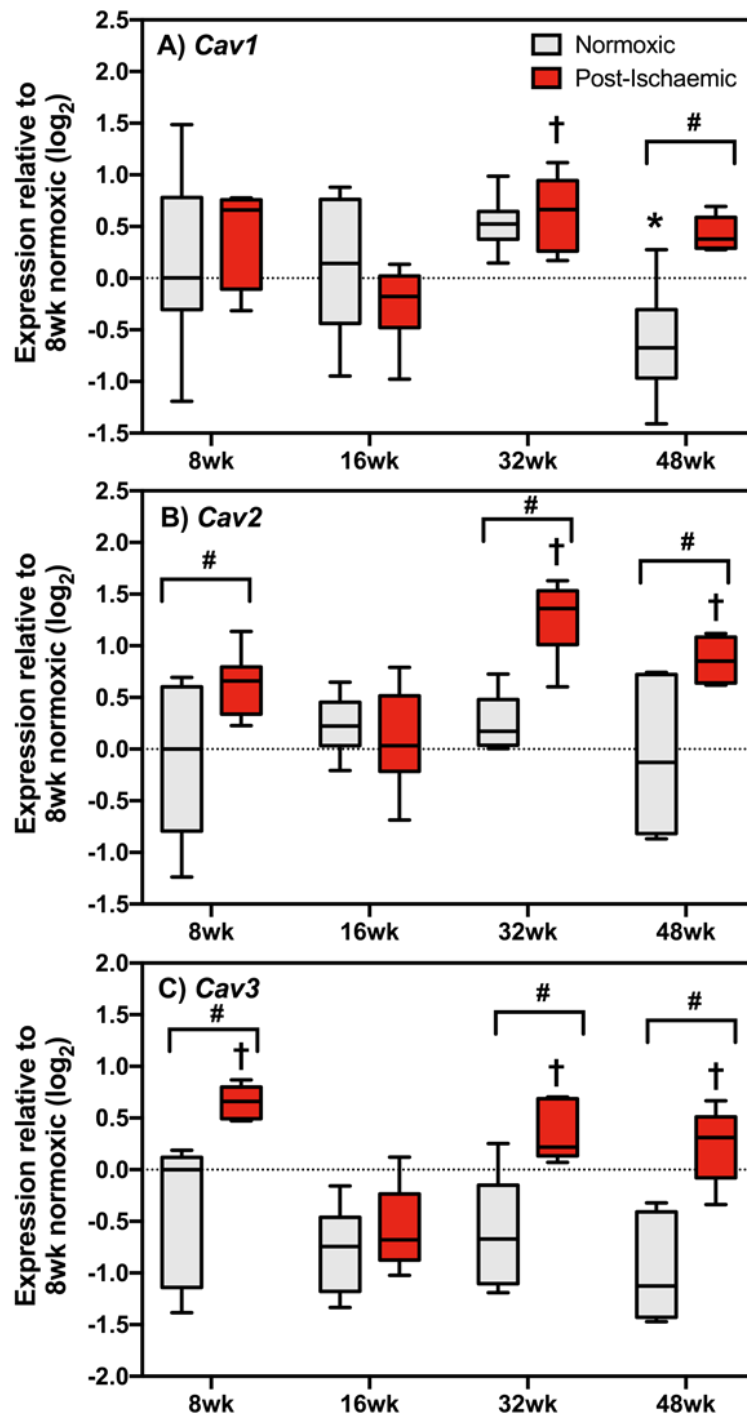 A) Cav1
Normoxic
Post-Ischaemic
Expression relative to
8wk normoxic (log2)
2.5
2.0
1.5
1.0
0.5
0.0
-0.5
-1.0
-1.5
†
#
*
8wk 16wk 32wk 48wk
B) Cav2
Expression relative to
8wk normoxic (log2)
2.5
2.0
1.5
1.0
0.5
0.0
-0.5
-1.0
-1.5
# # † # †
8wk 16wk 32wk 48wk
C) Cav3
Expression relative to
8wk normoxic (log2)
2.0
1.5
1.0
0.5
0.0
-0.5
-1.0
-1.5
-2.0
# † # † # †
8wk 16wk 32wk 48wk